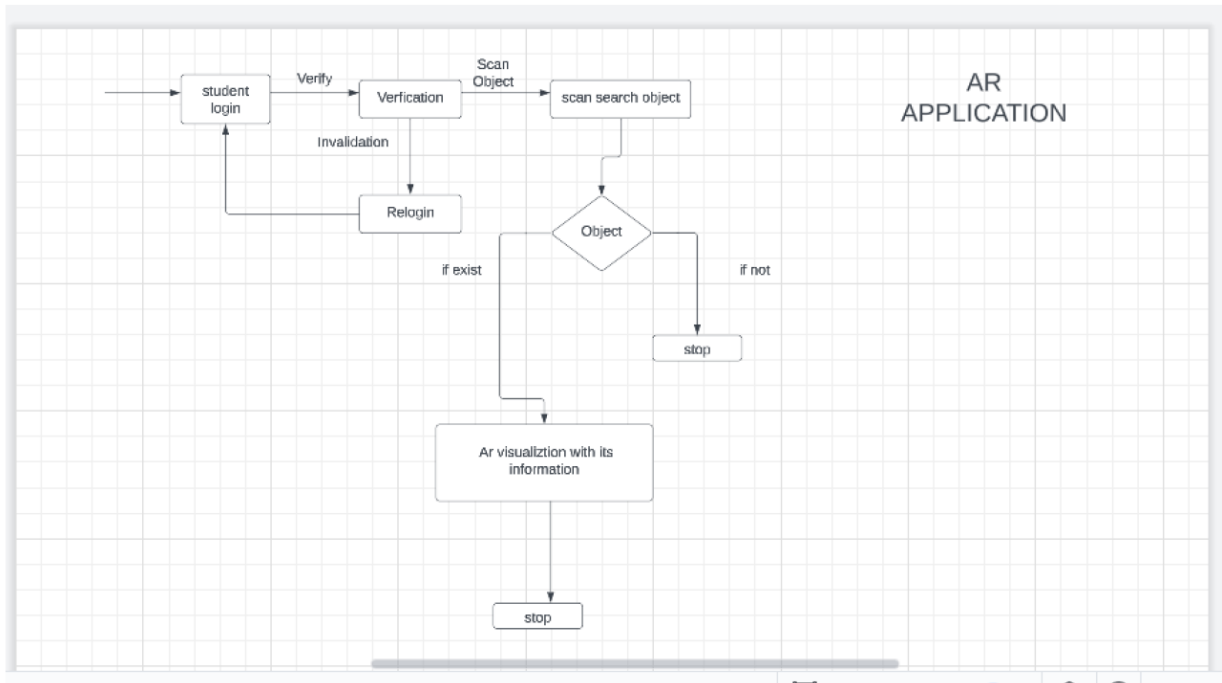 AR
APPLICATION
student
login
Verify
Verfication
Scan
Object
scan search object
Invalidation
Relogin
Object
if exist
if not
stop
Ar visualiztion with its
information
stop